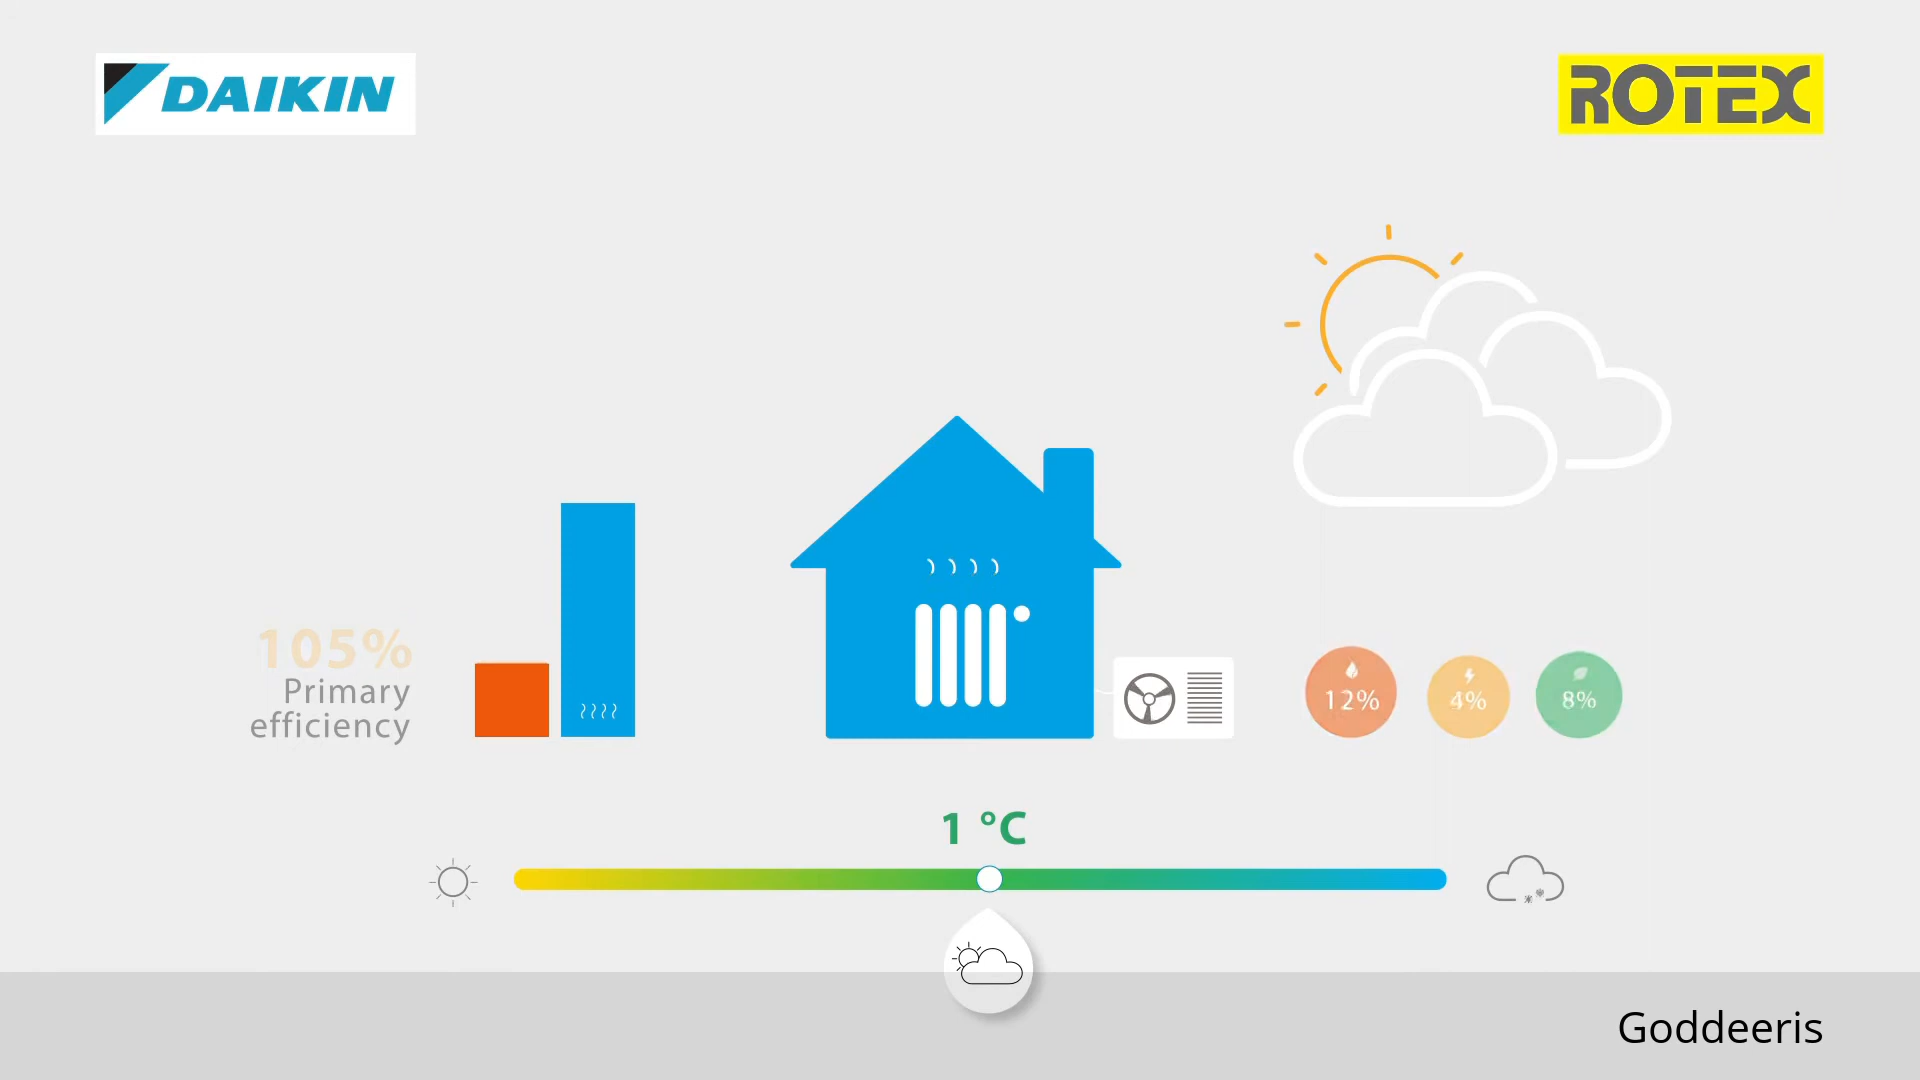 DAIKIN
ROTEX
105%
Primary
efficiency
12%
4%
8%
1 °C
Goddeeris